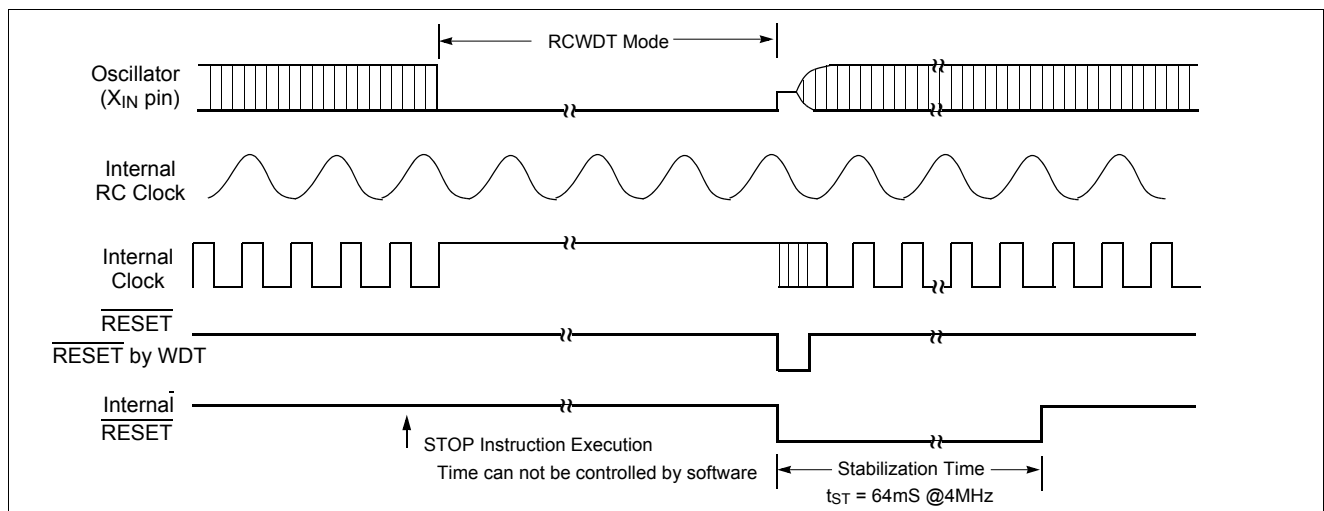 RCWDT Mode
Oscillator
(XIN pin)
Internal
RC Clock
Internal
Clock
RESET
RESET by WDT
Internal
RESET
STOP Instruction Execution
Time can not be controlled by software
Stabilization Time
tST = 64mS @4MHz